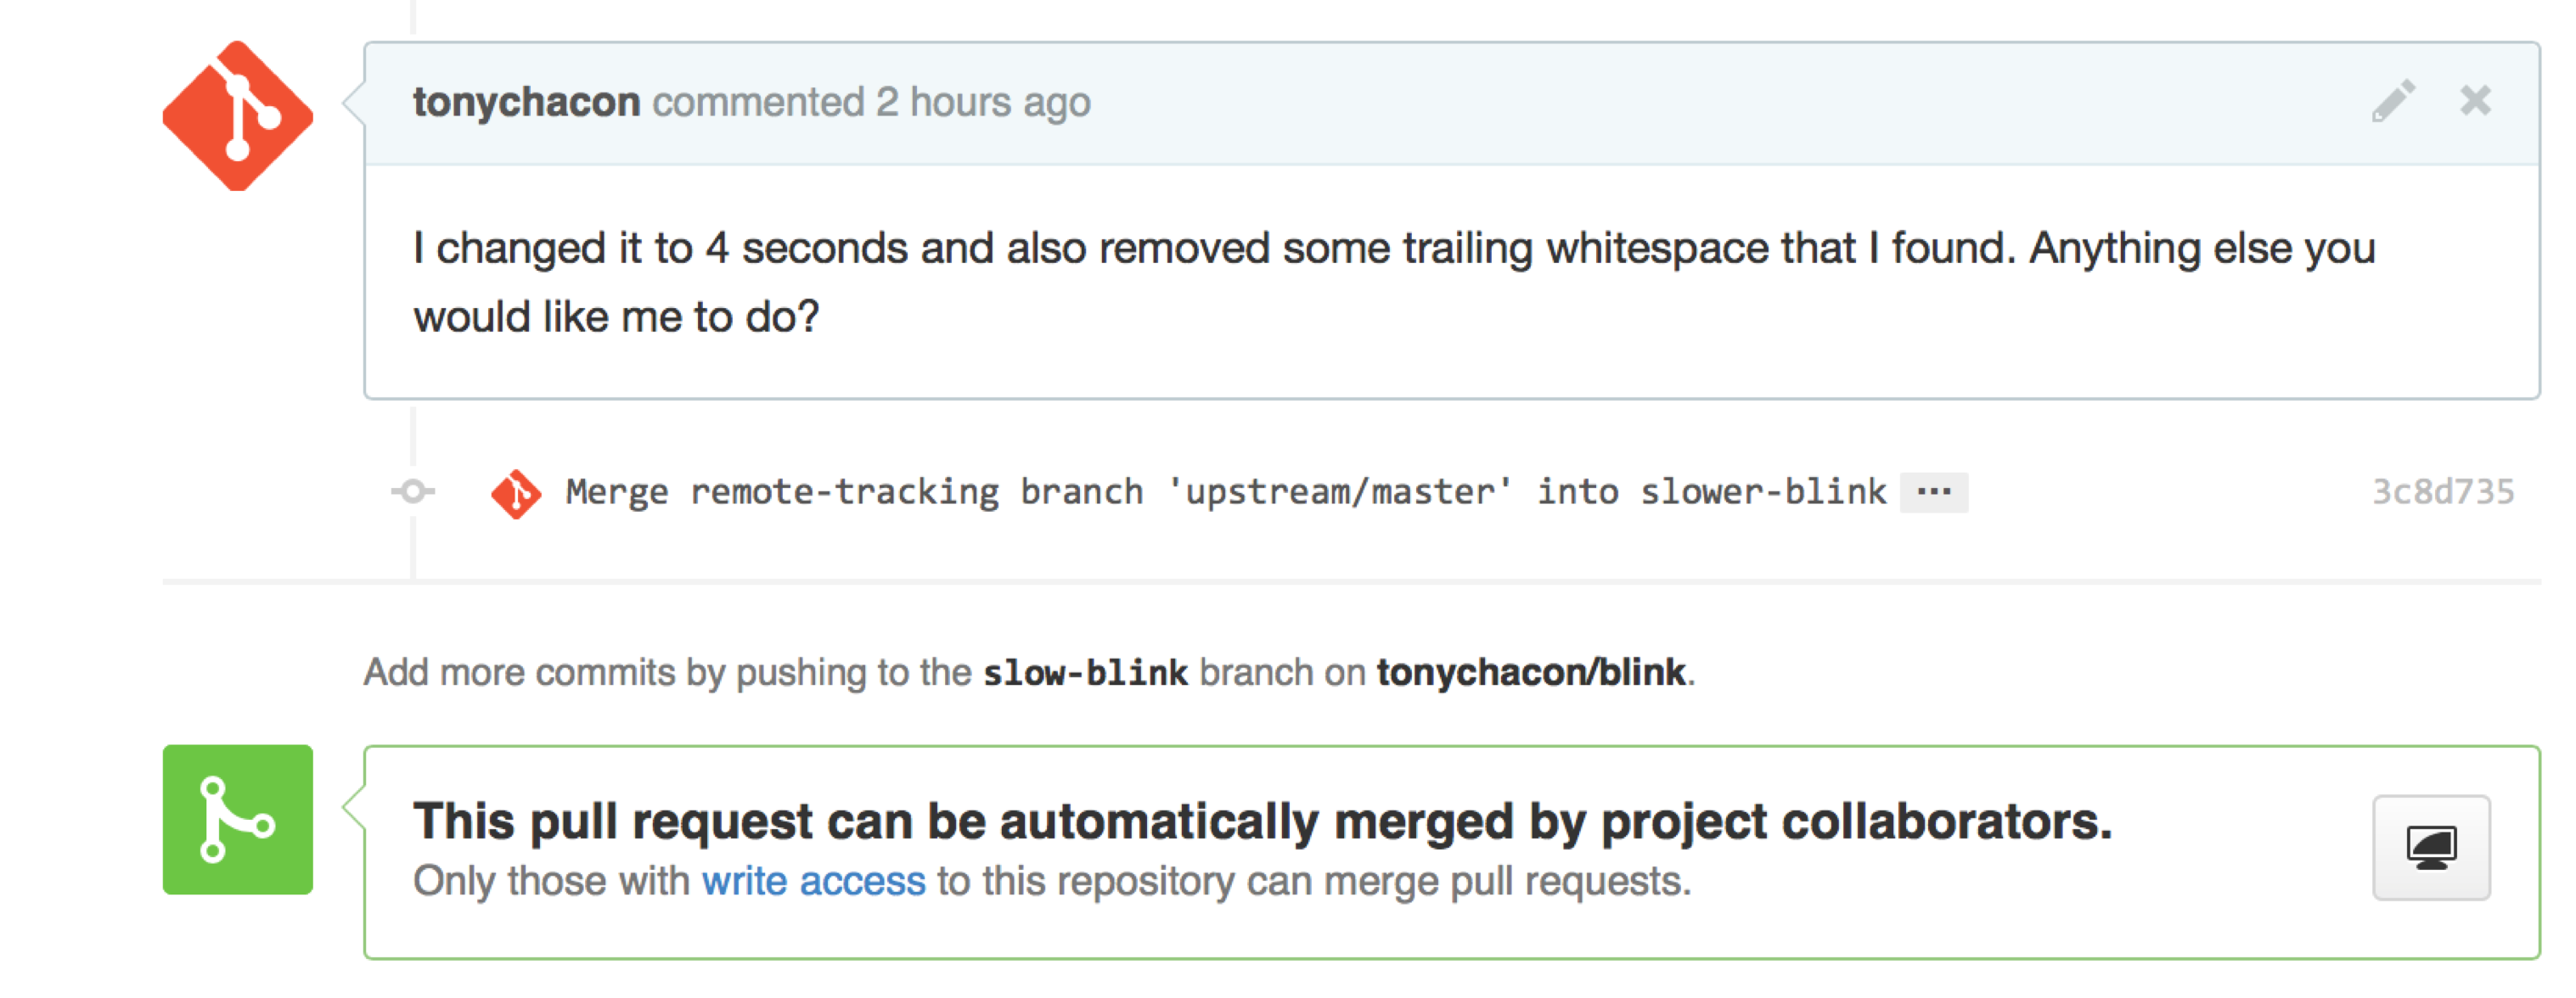 tonychacon commented 2 hours ago
I changed it to 4 seconds and also removed some trailing whitespace that I found. Anything else you
would like me to do?
Merge remote-tracking branch 'upstream/master' into slower-blink ... 3c8d735
Add more commits by pushing to the slow-blink branch on tonychacon/blink.
This pull request can be automatically merged by project collaborators.
Only those with write access to this repository can merge pull requests.